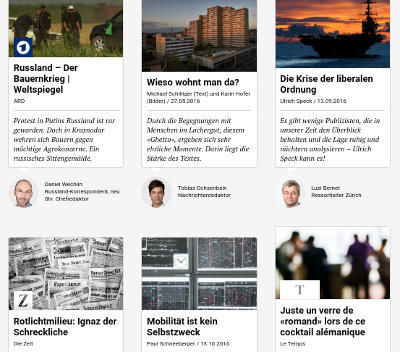 Russland – Der
Bauernkrieg |
Weltspiegel
ARD
Protest in Putins Russland ist rar
geworden. Doch in Krasnodar
wehren sich Bauern gegen
mächtige Agrokonzerne. Ein
russisches Sittengemälde.
Daniel Wechlin
Russland-Korrespondent, neu
Stv. Chefredaktor
Wieso wohnt man da?
Michael Schilliger (Text) und Karin Hofer
(Bilder) / 27.05.2016
Durch die Begegnungen mit
Menschen im Lochergut, diesem
«Ghetto», ergeben sich sehr
ehrliche Momente. Darin liegt die
Stärke des Textes.
Tobias Ochsenbein
Nachrichtenredaktor
Die Krise der liberalen
Ordnung
Ulrich Speck / 13.09.2016
Es gibt wenige Publizisten, die in
unserer Zeit den Überblick
behalten und die Lage ruhig und
nüchtern analysieren – Ulrich
Speck kann es!
Luzi Bernet
Ressortleiter Zürich
Z
Rotlichtmilieu: Ignaz der
Schreckliche
Die Zeit
Mobilität ist kein
Selbstzweck
Paul Schneeberger / 13.10.2016
T
Juste un verre de
«romand» lors de ce
cocktail alémanique
Le Temps